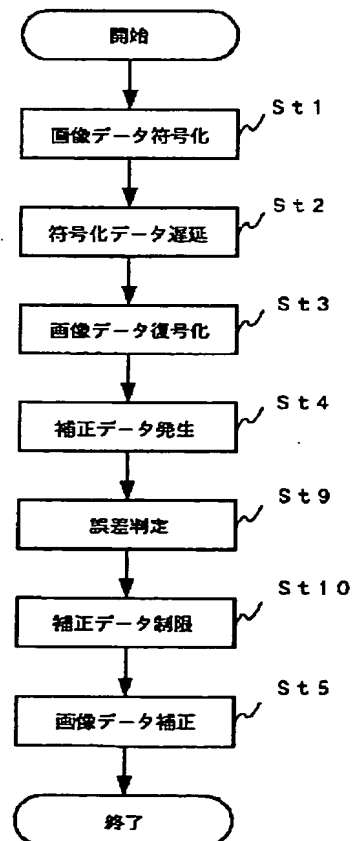 開始
St1
画像データ符号化
St2
符号化データ遅延
St3
画像データ復号化
St4
補正データ発生
St9
誤差判定
St10
補正データ制限
St5
画像データ補正
終了